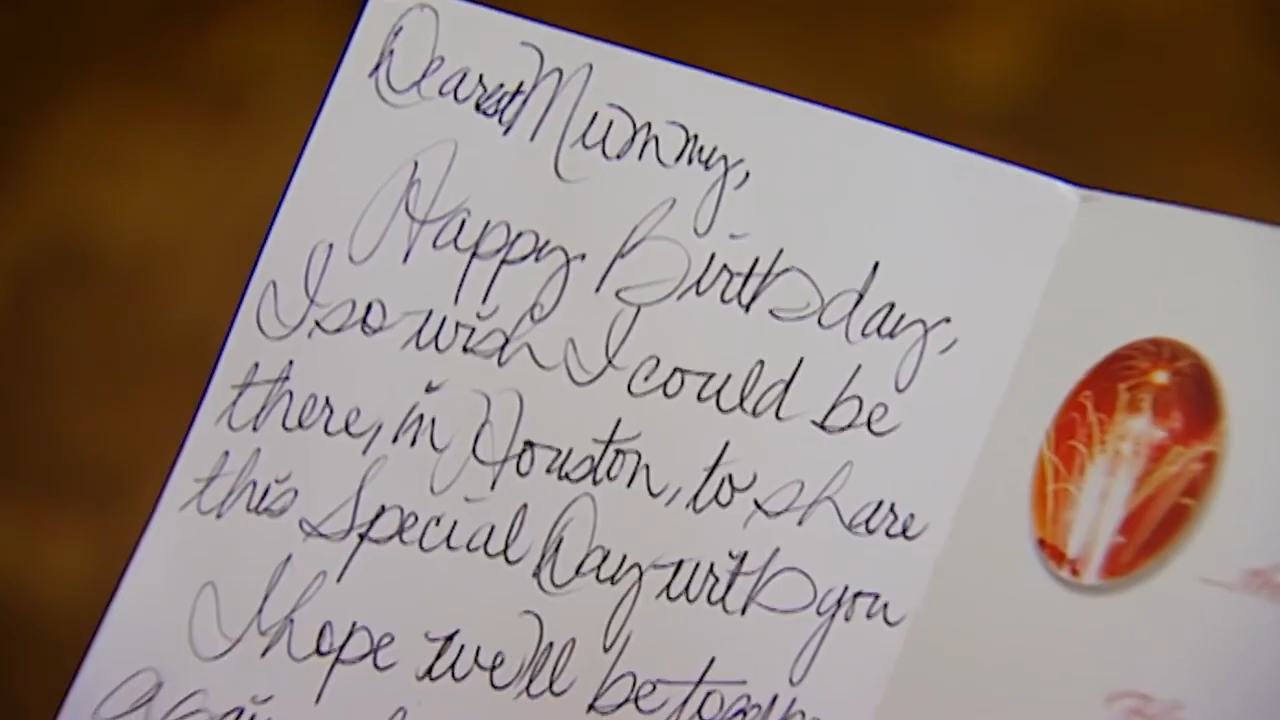 Dearest Mummy,
Happy Birthday,
I so wish I could be
there, in Houston, to share
this Special Day with you
I hope we'll be